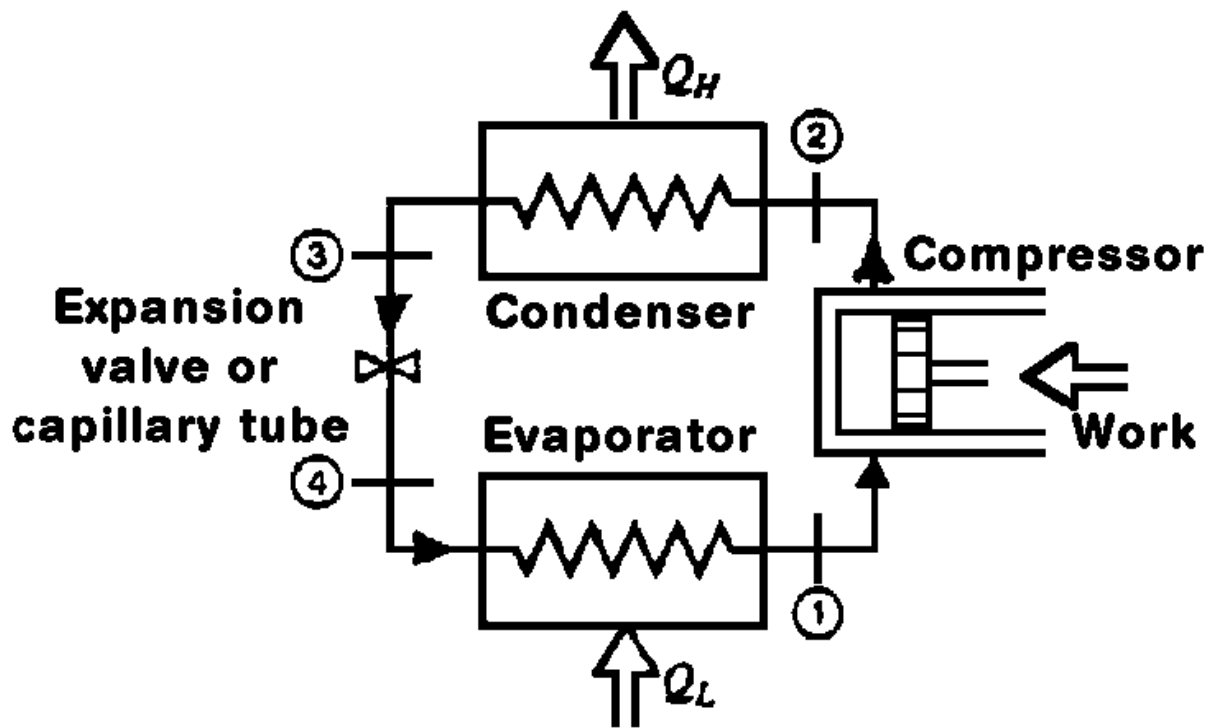 Q_H
②
③
Compressor
Expansion
valve or
capillary tube
Condenser
Work
Evaporator
④
①
Q_L